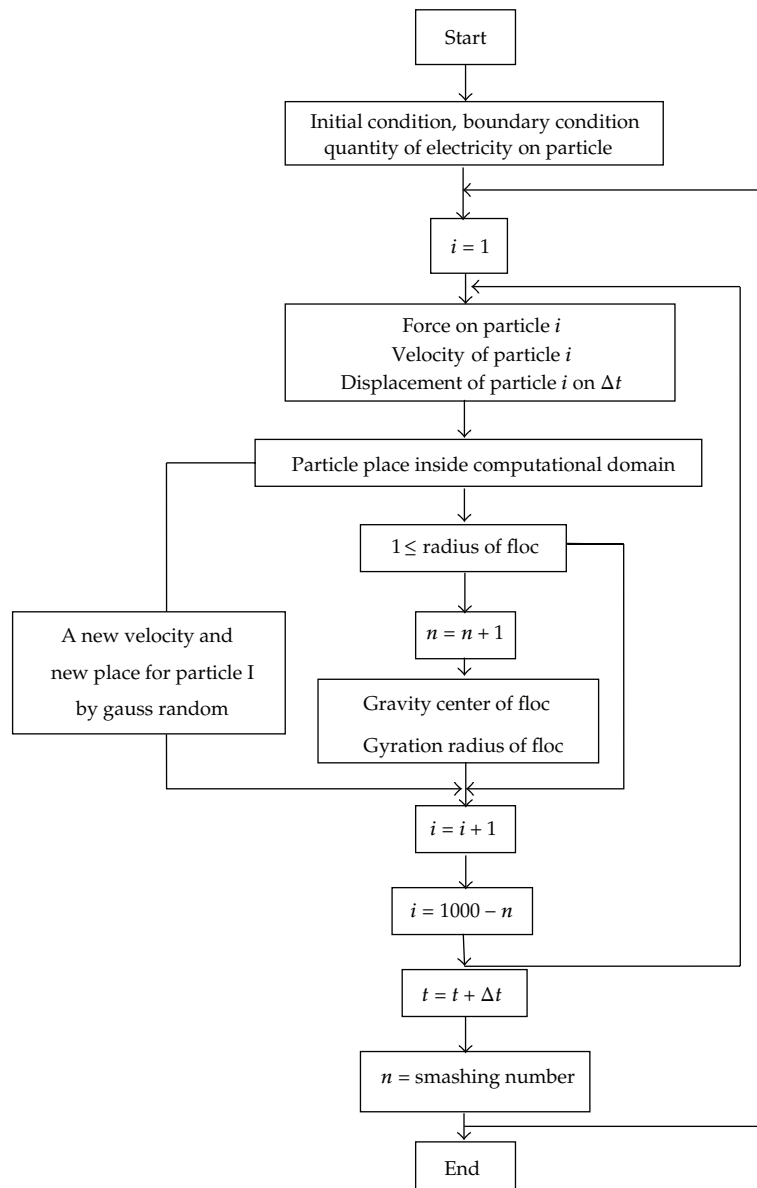 Start
Initial condition, boundary condition
quantity of electricity on particle
i = 1
Force on particle i
Velocity of particle i
Displacement of particle i on Δt
Particle place inside computational domain
1 ≤ radius of floc
n = n + 1
A new velocity and
new place for particle I
by gauss random
Gravity center of floc
Gyration radius of floc
i = i + 1
i = 1000 − n
t = t + Δt
n = smashing number
End